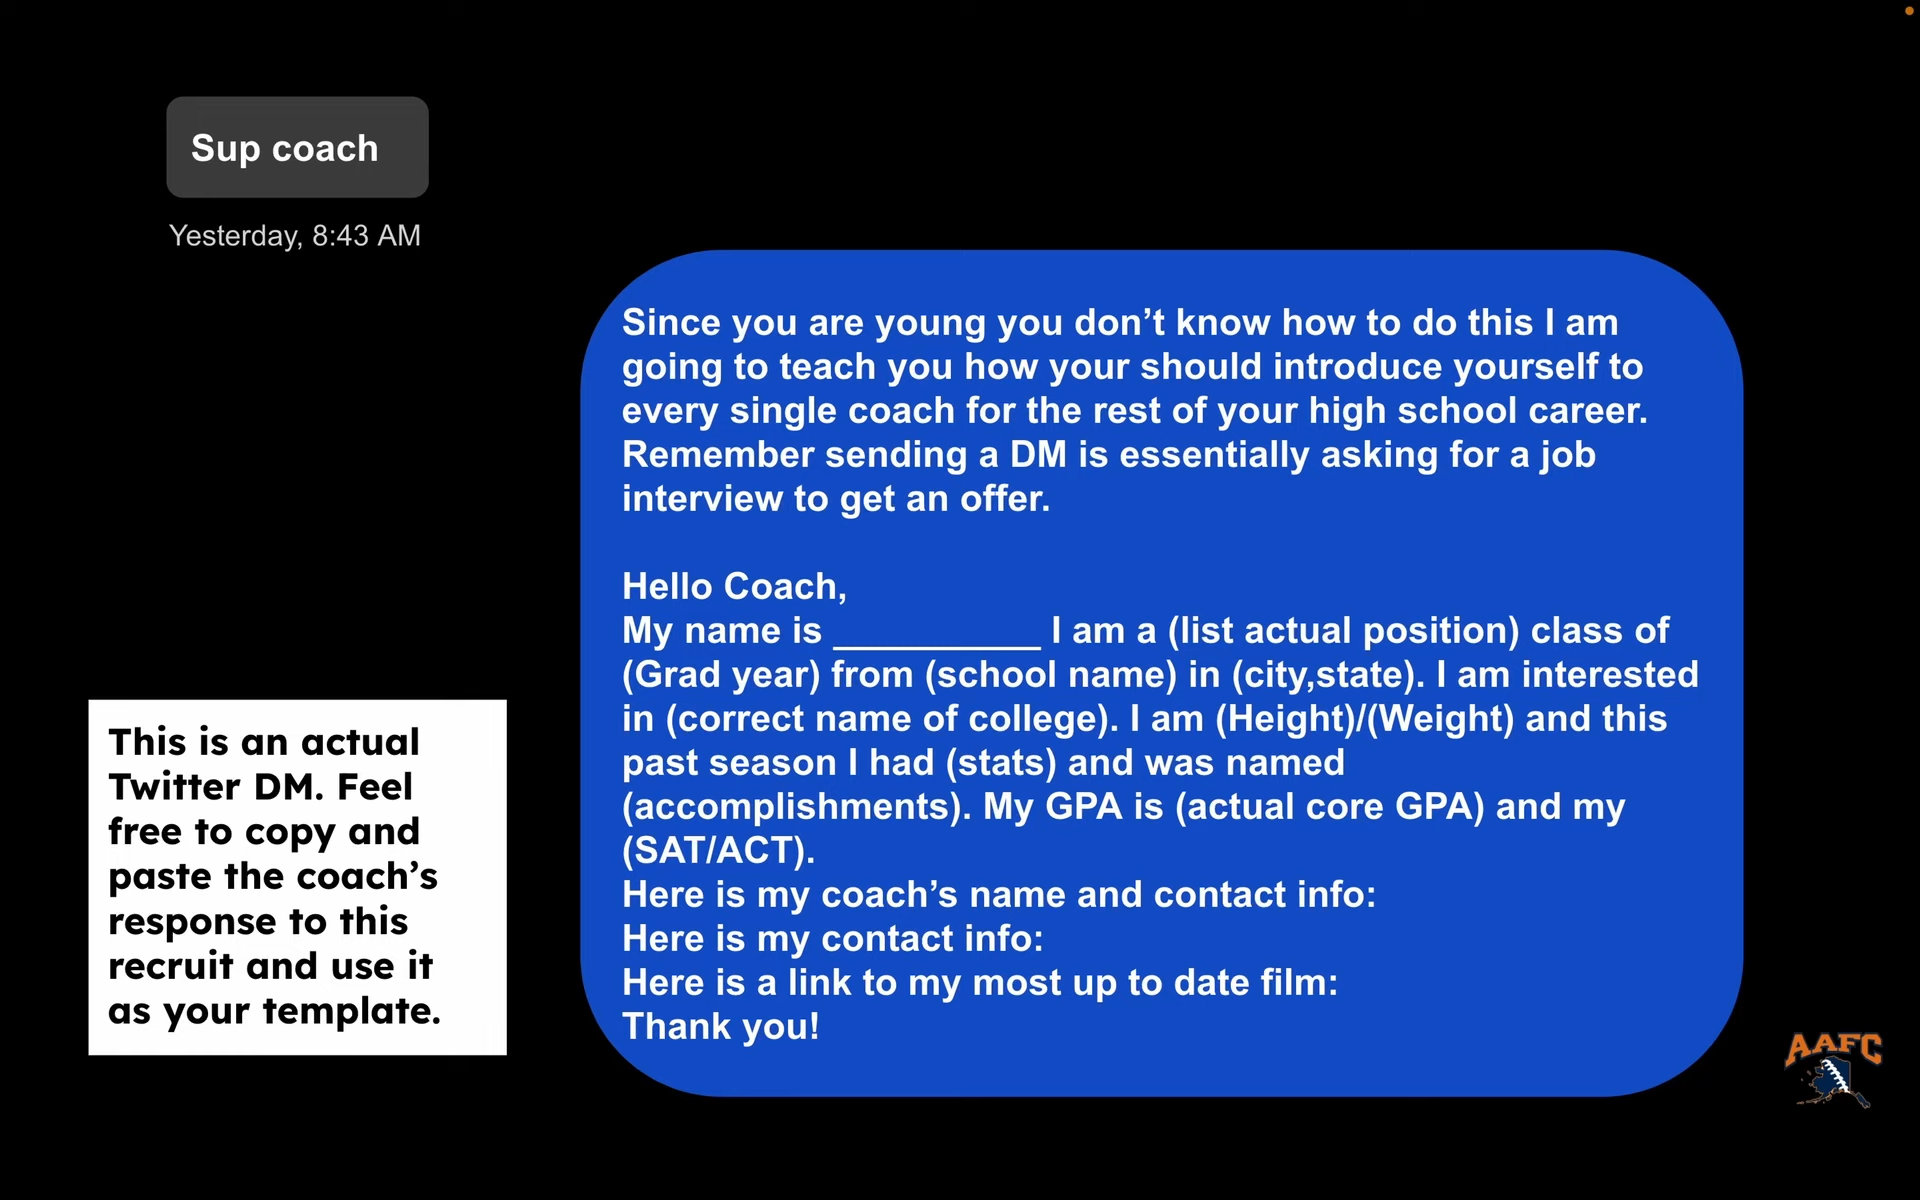 Sup coach
Yesterday, 8:43 AM
Since you are young you don’t know how to do this I am
going to teach you how your should introduce yourself to
every single coach for the rest of your high school career.
Remember sending a DM is essentially asking for a job
interview to get an offer.
Hello Coach,
My name is __________ I am a (list actual position) class of
(Grad year) from (school name) in (city,state). I am interested
in (correct name of college). I am (Height)/(Weight) and this
past season I had (stats) and was named
(accomplishments). My GPA is (actual core GPA) and my
(SAT/ACT).
Here is my coach’s name and contact info:
Here is my contact info:
Here is a link to my most up to date film:
Thank you!
This is an actual
Twitter DM. Feel
free to copy and
paste the coach’s
response to this
recruit and use it
as your template.
AAFC